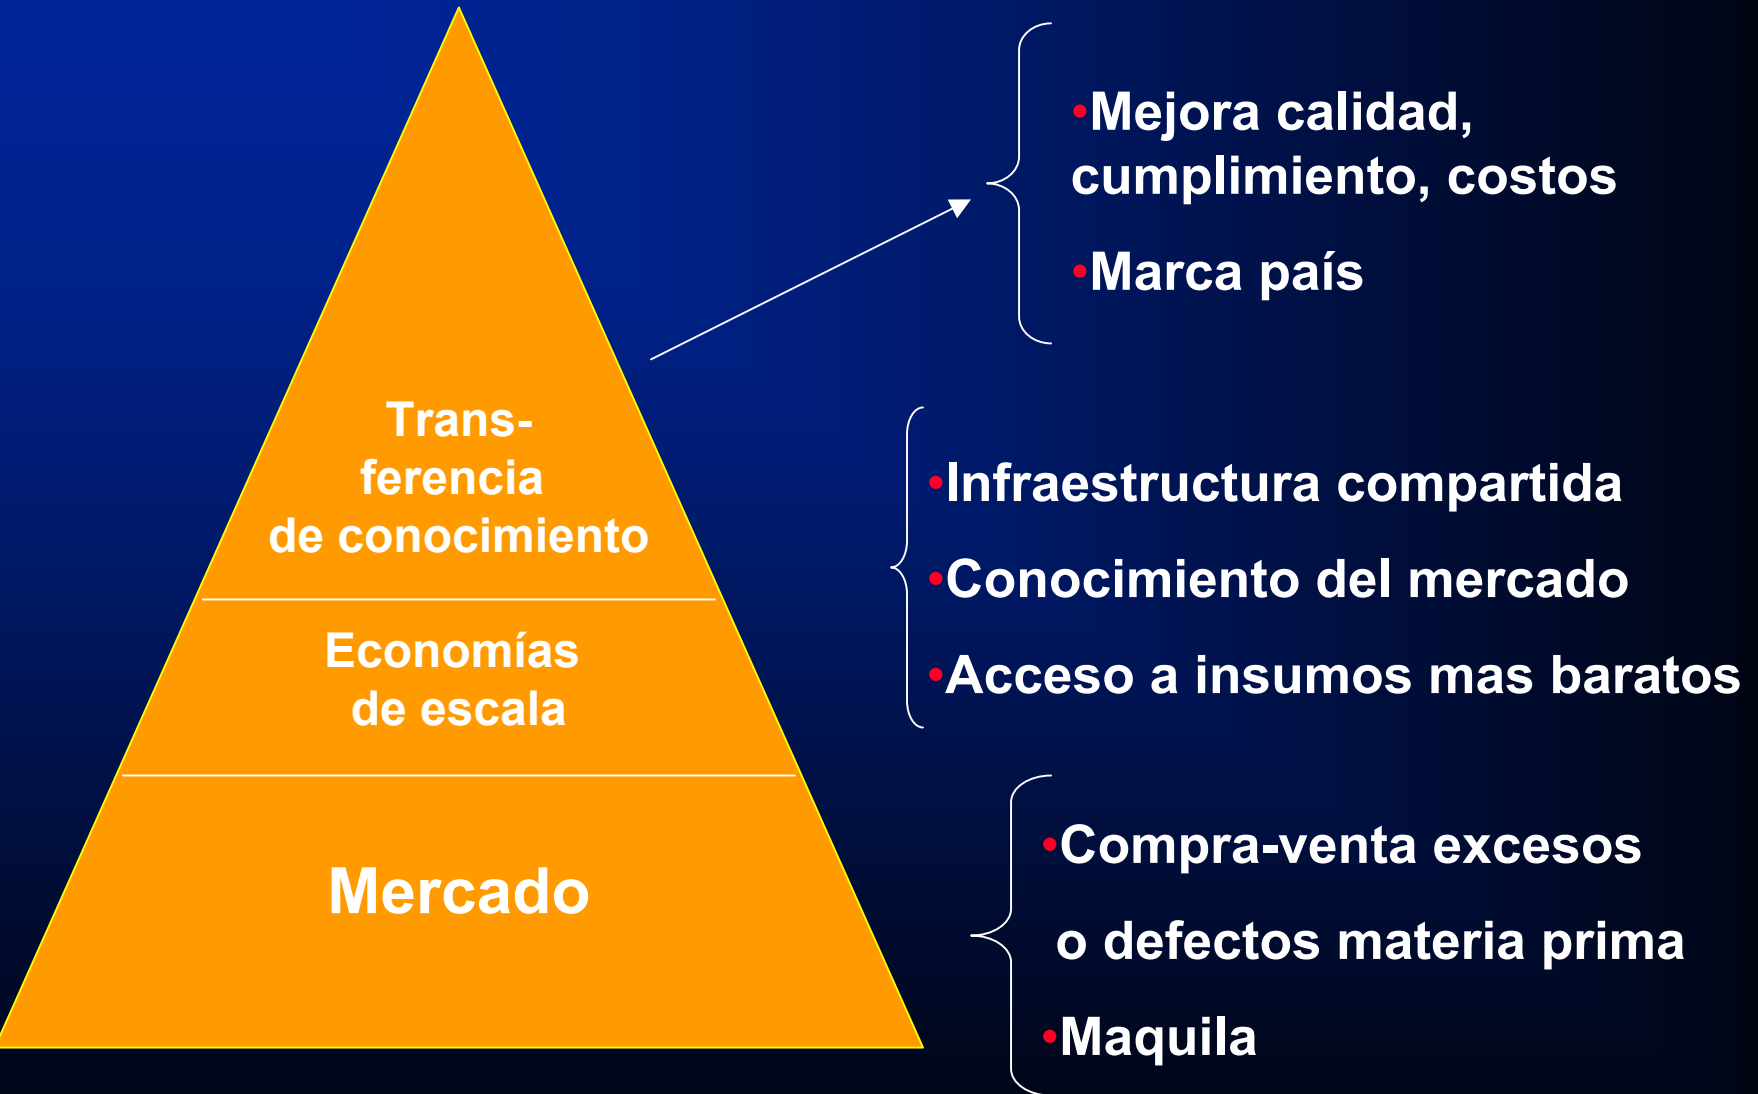 •Mejora calidad,
cumplimiento, costos
•Marca país
Trans-
ferencia
de conocimiento
•Infraestructura compartida
•Conocimiento del mercado
•Acceso a insumos mas baratos
Economías
de escala
Mercado
•Compra-venta excesos
o defectos materia prima
•Maquila